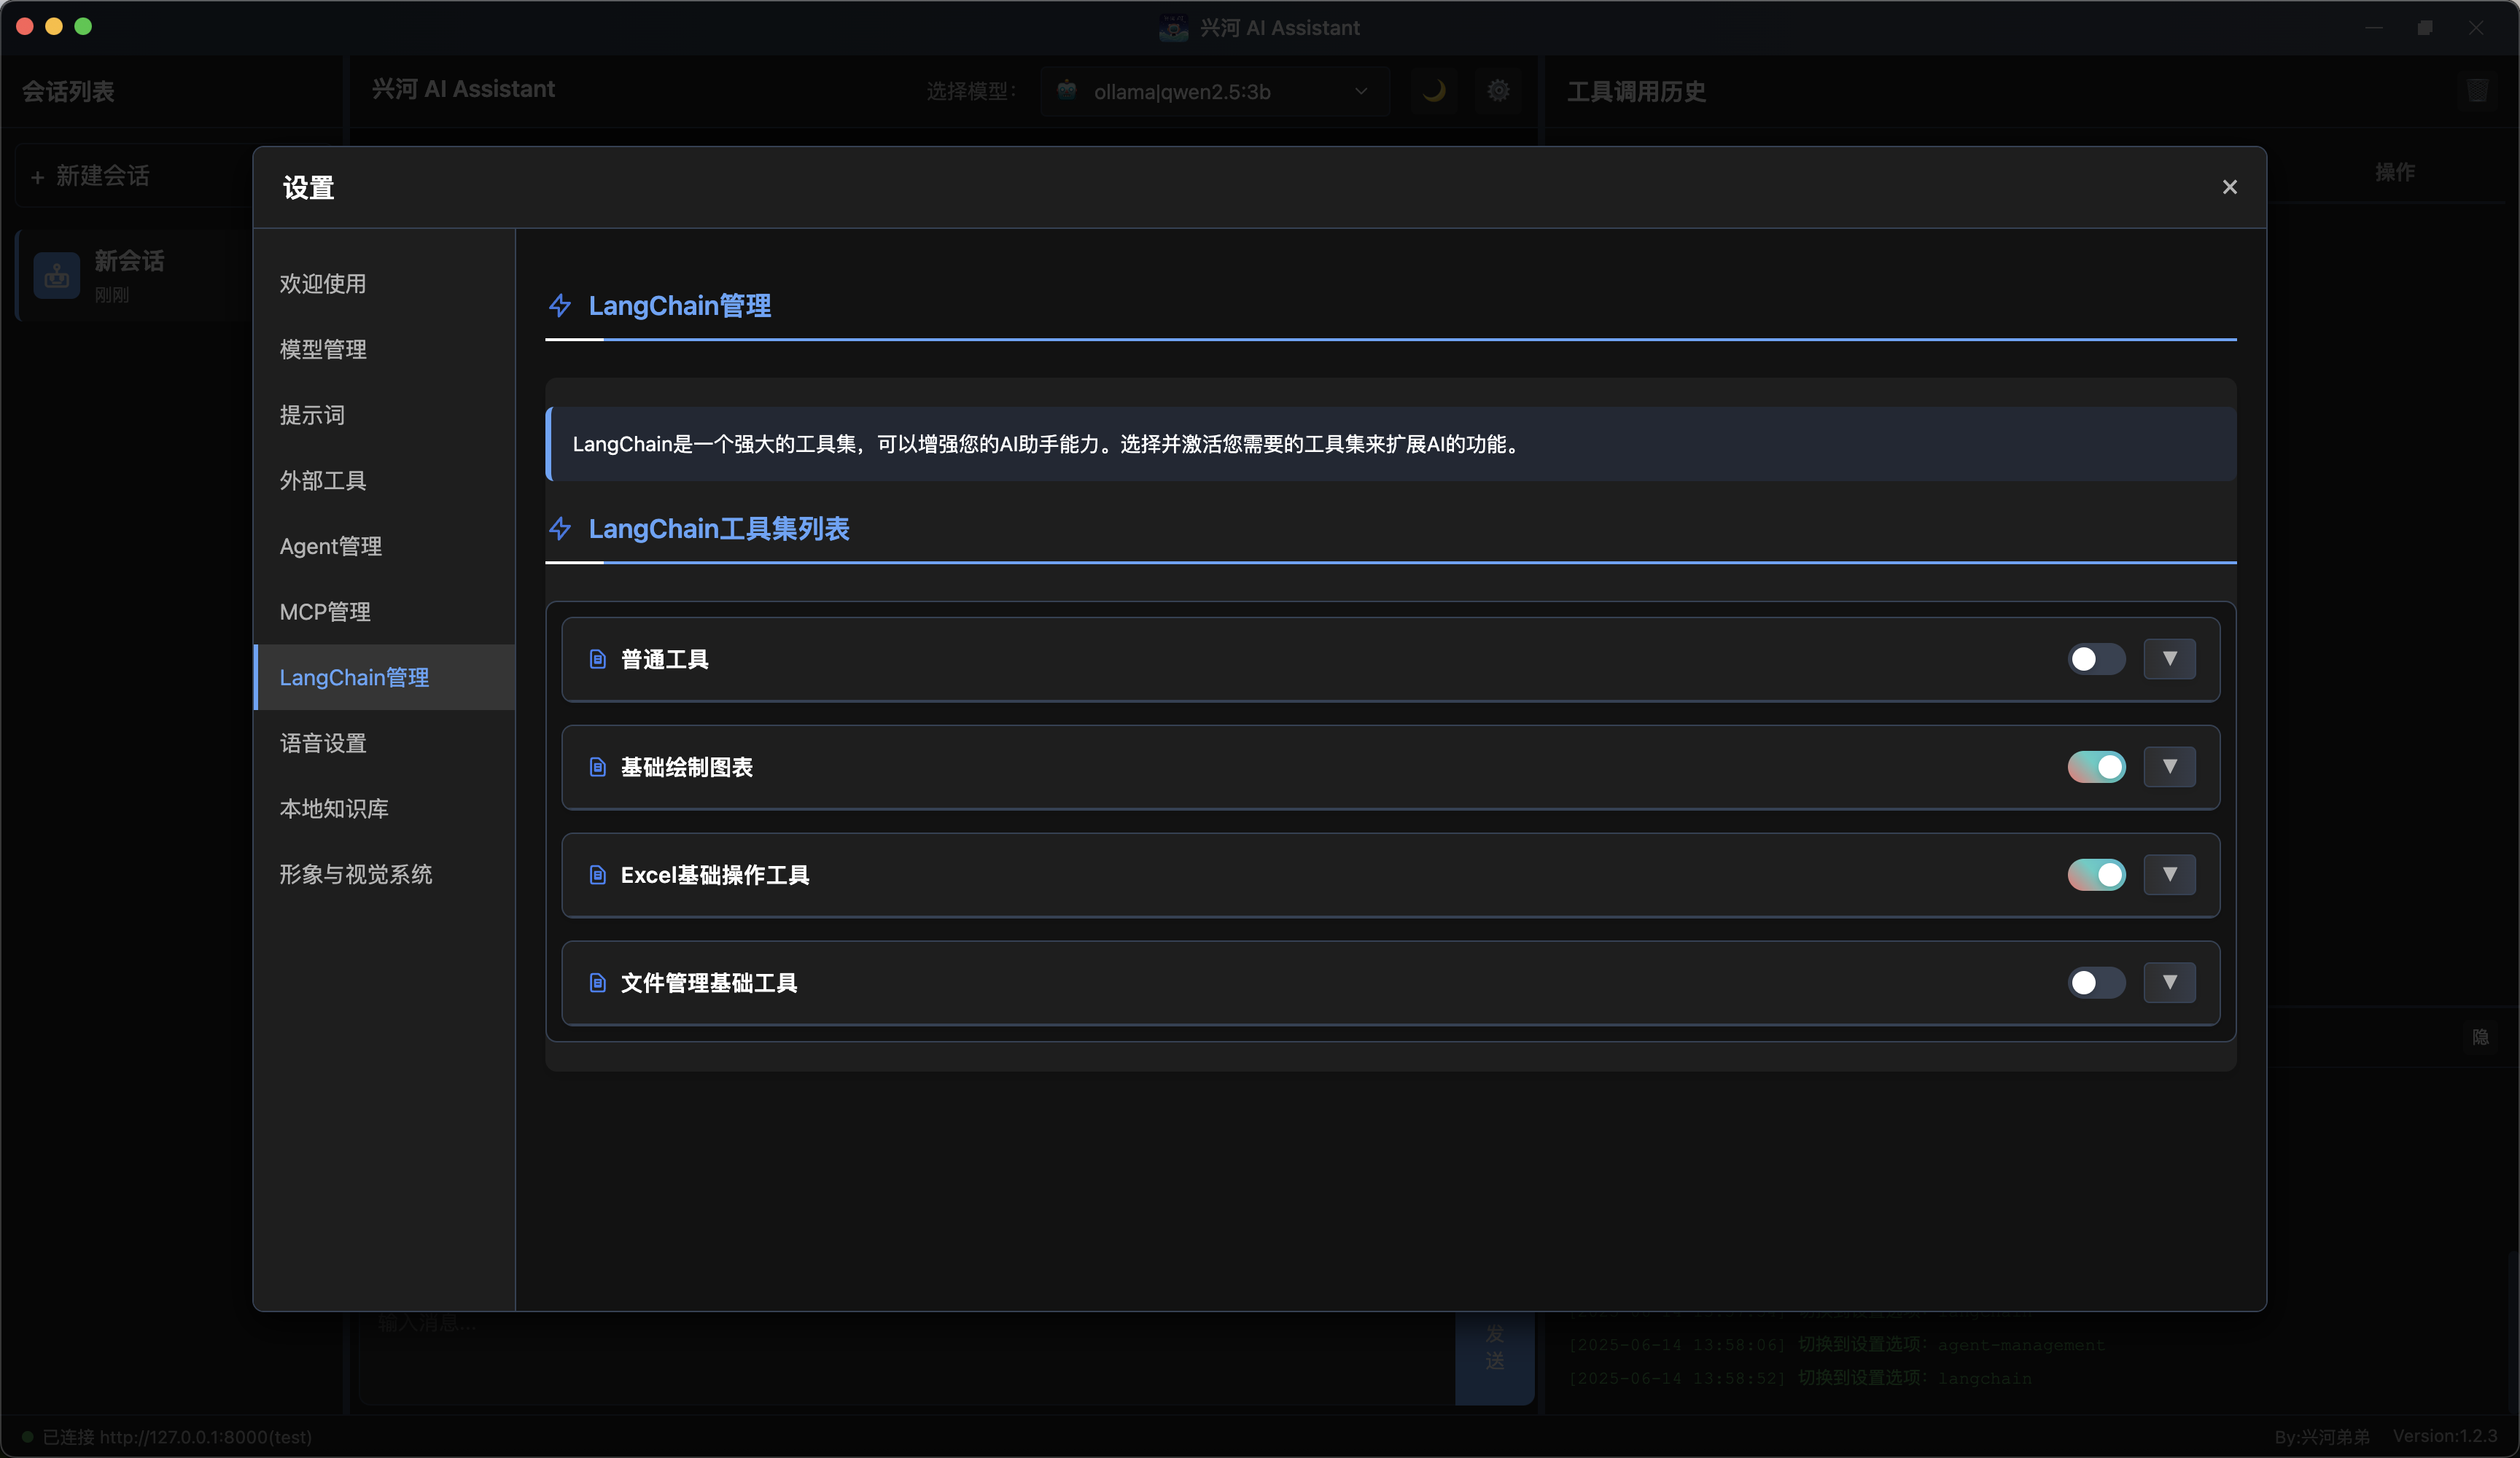 兴河 AI Assistant
会话列表
兴河 AI Assistant
选择模型：
ollama|qwen2.5:3b
工具调用历史
+ 新建会话
操作
新会话
刚刚
设置
×
欢迎使用
模型管理
提示词
外部工具
Agent管理
MCP管理
LangChain管理
语音设置
本地知识库
形象与视觉系统
LangChain管理
LangChain是一个强大的工具集，可以增强您的AI助手能力。选择并激活您需要的工具集来扩展AI的功能。
LangChain工具集列表
普通工具
基础绘制图表
Excel基础操作工具
文件管理基础工具
隐
输入消息...
发
送
[2025-06-14 13:58:06] 切换到设置选项：agent-management
[2025-06-14 13:58:52] 切换到设置选项：langchain
已连接 http://127.0.0.1:8000(test)
By:兴河弟弟 Version:1.2.3